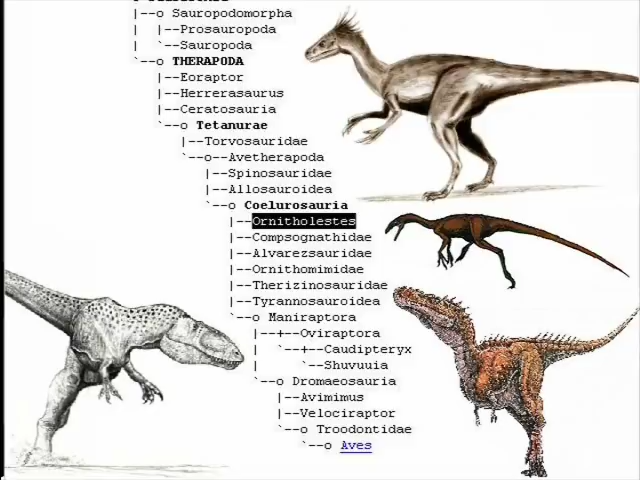 |--o Sauropodomorpha
|  |--Prosauropoda
|  `--Sauropoda
`--o THERAPODA
|--Eoraptor
|--Herrerasaurus
|--Ceratosauria
`--o Tetanurae
|--Torvosauridae
`--o--Avetherapoda
|--Spinosauridae
|--Allosauroidea
`--o Coelurosauria
|--Ornitholestes
|--Compsognathidae
|--Alvarezsauridae
|--Ornithomimidae
|--Therizinosauridae
|--Tyrannosauroidea
`--o Maniraptora
|--+--Oviraptora
|  `--+--Caudipteryx
|     `--Shuvuuia
`--o Dromaeosauria
|--Avimimus
|--Velociraptor
`--o Troodontidae
`--o Aves